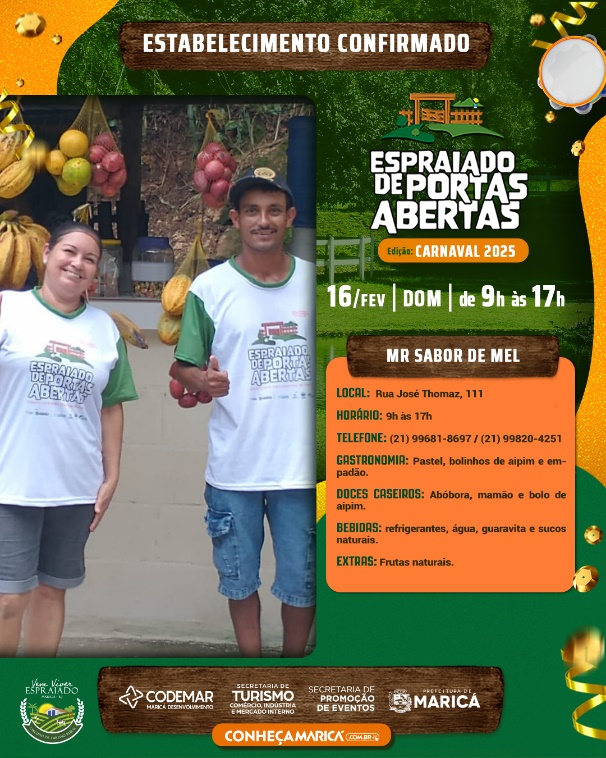 ESTABELECIMENTO CONFIRMADO
ESPRAIADO
DE PORTAS
ABERTAS
Edição: CARNAVAL 2025
16/FEV | DOM | de 9h às 17h
MR SABOR DE MEL
LOCAL: Rua José Thomaz, 111
HORÁRIO: 9h às 17h
TELEFONE: (21) 99681-8697 / (21) 99820-4251
GASTRONOMIA: Pastel, bolinhos de aipim e em-
padão.
DOCES CASEIROS: Abóbora, mamão e bolo de
aipim.
BEBIDAS: refrigerantes, água, guaravita e sucos
naturais.
EXTRAS: Frutas naturais.
ESPRAIADO
DE PORTAS
ABERTAS
ESPRAIADO
DE PORTAS
ABERTAS
Vem Viver
ESPRAIADO
MARICÁ - RJ
CODEMAR
MARICÁ DESENVOLVIMENTO
SECRETARIA DE
TURISMO
COMÉRCIO, INDÚSTRIA
E MERCADO INTERNO
SECRETARIA DE
PROMOÇÃO
DE EVENTOS
PREFEITURA DE
MARICÁ
CONHEÇAMARICÁ .COM.BR